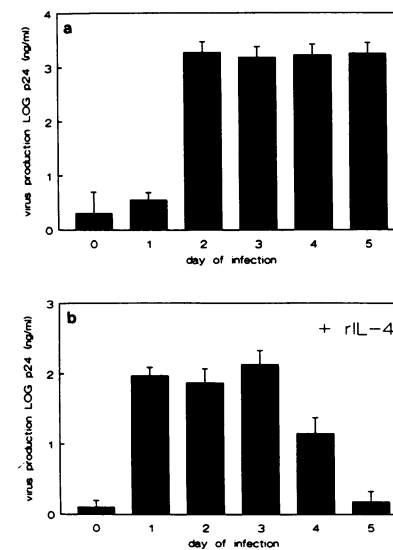 a
virus production LOG p24 (ng/ml)
4
3
2
1
0
0 1 2 3 4 5
day of infection
b
+ rIL-4
virus production LOG p24 (ng/ml)
3
2
1
0
0 1 2 3 4 5
day of infection